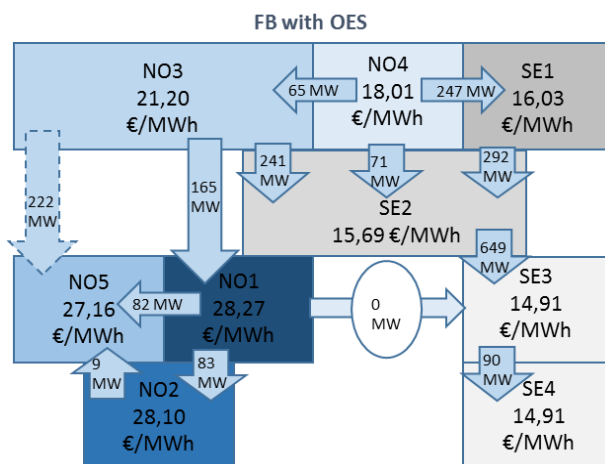 FB with OES
NO3
21,20
€/MWh
65 MW
NO4
18,01
€/MWh
247 MW
SE1
16,03
€/MWh
222
MW
165
MW
241
MW
71
MW
292
MW
SE2
15,69 €/MWh
649
MW
NO5
27,16
€/MWh
82 MW
NO1
28,27
€/MWh
0
MW
SE3
14,91
€/MWh
9
MW
83
MW
90
MW
NO2
28,10
€/MWh
SE4
14,91
€/MWh